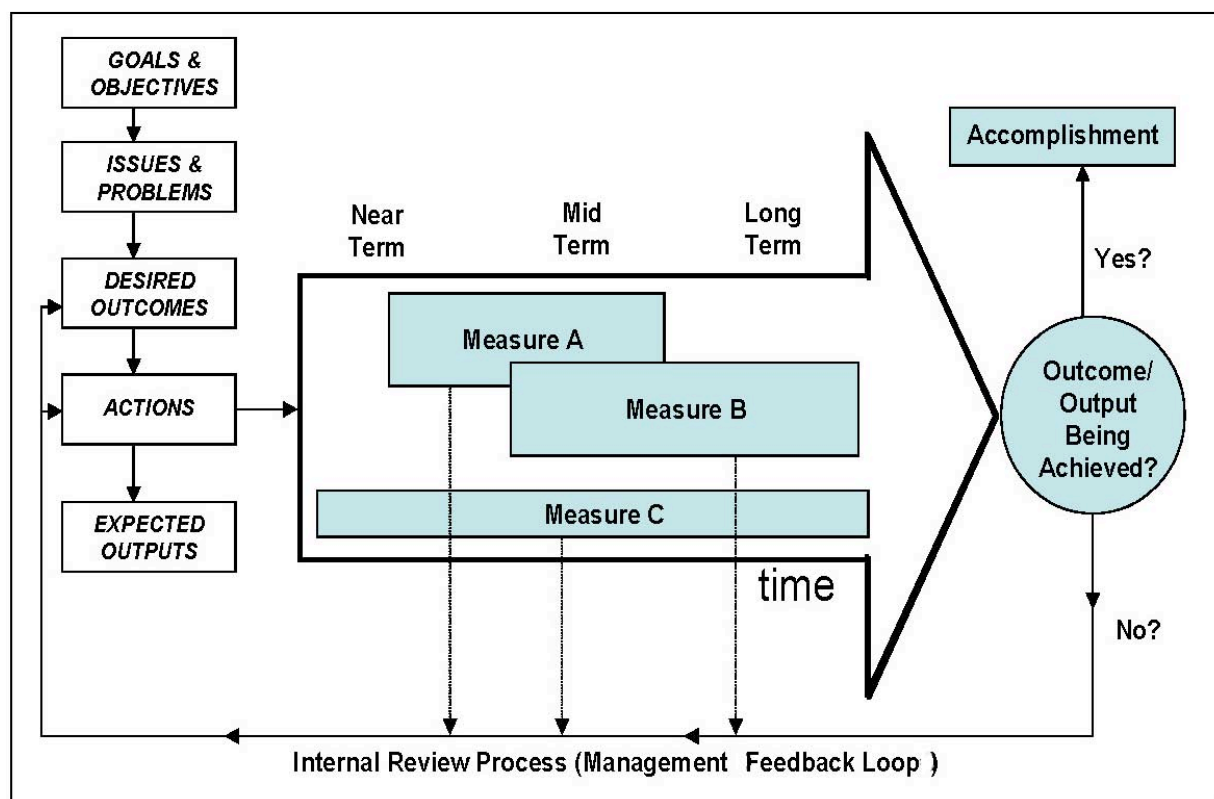 GOALS &
OBJECTIVES
ISSUES &
PROBLEMS
DESIRED
OUTCOMES
ACTIONS
EXPECTED
OUTPUTS
Near
Term
Mid
Term
Long
Term
Measure A
Measure B
Measure C
time
Accomplishment
Yes?
Outcome/
Output
Being
Achieved?
No?
Internal Review Process (Management Feedback Loop )